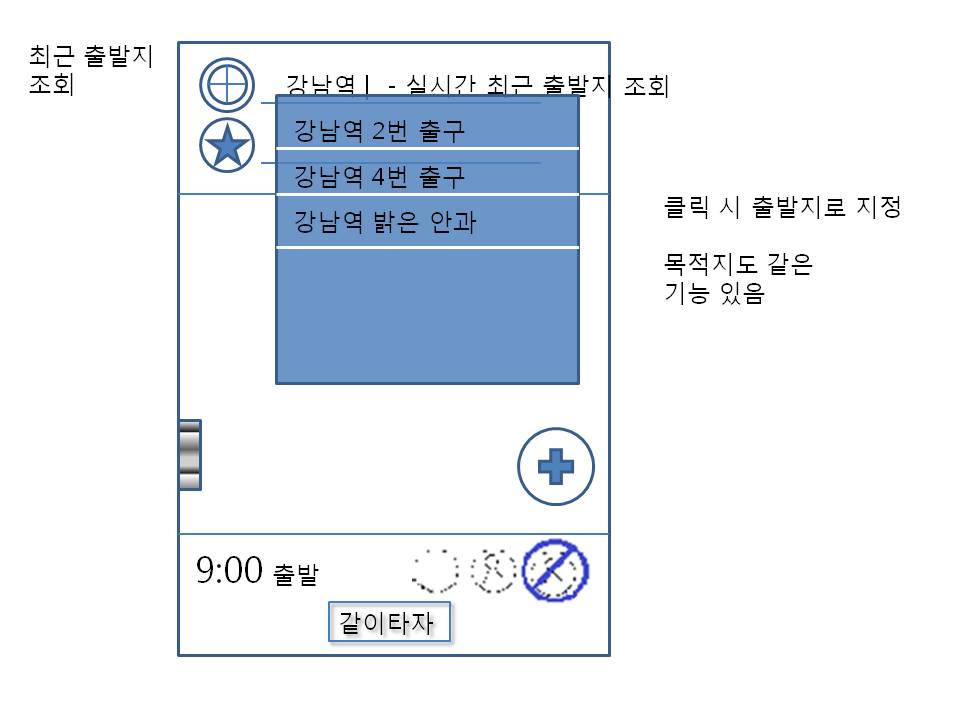 최근 출발지
조회
강남역| - 실시간 최근 출발지 조회
강남역 2번 출구
강남역 4번 출구
강남역 밝은 안과
클릭 시 출발지로 지정
목적지도 같은
기능 있음
9:00 출발
같이타자